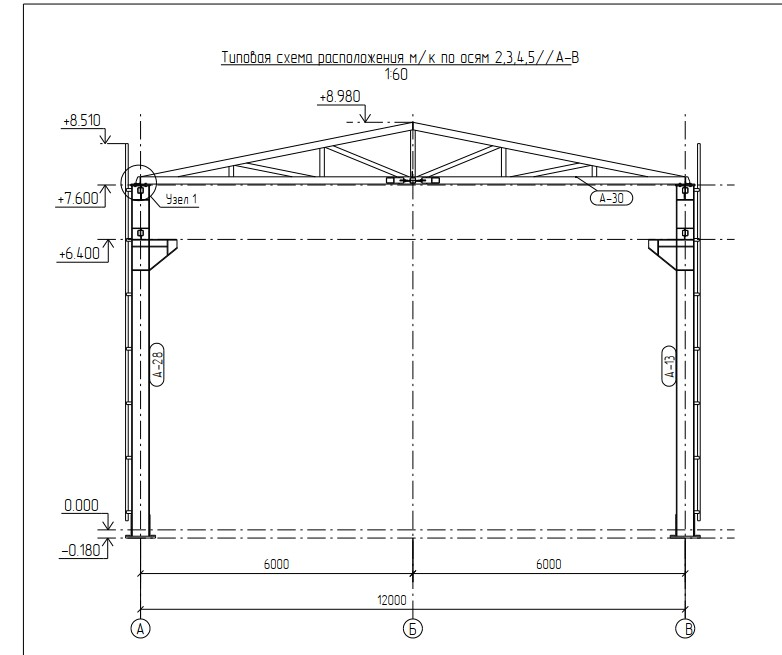 Типовая схема расположения м/к по осям 2,3,4,5//А-В
1:60
+8.980
+8.510
+7.600
Узел 1
А-30
+6.400
А-28
А-13
0.000
-0.180
6000
6000
12000
А
Б
В